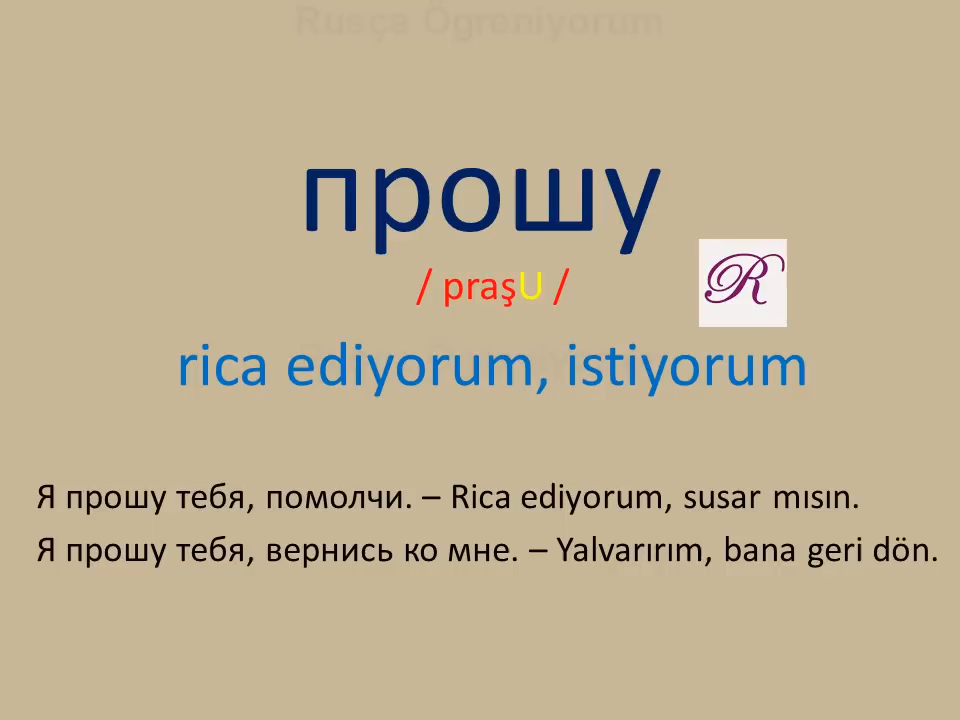 Rusça Öğreniyorum
прошу
/ praşU /
R
rica ediyorum, istiyorum
Я прошу тебя, помолчи. – Rica ediyorum, susar mısın.
Я прошу тебя, вернись ко мне. – Yalvarırım, bana geri dön.